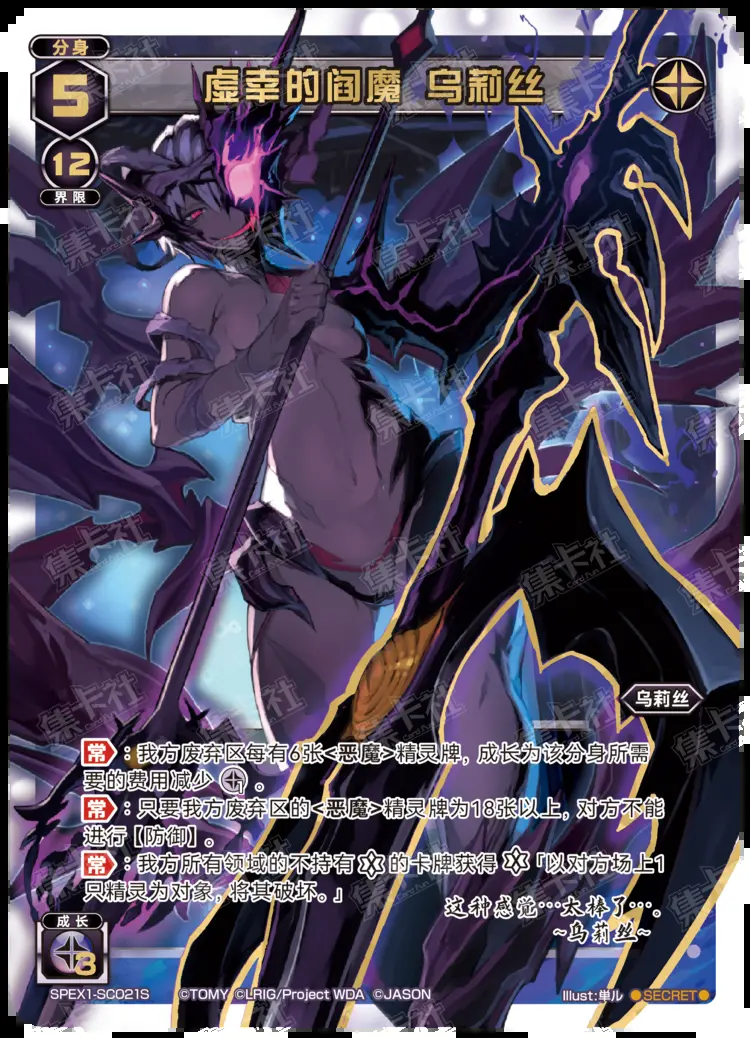 分身
5
虚幸的阎魔 乌莉丝
12
界限
乌莉丝
常：我方废弃区每有6张<恶魔>精灵牌，成长为该分身所需
要的费用减少1。
常：只要我方废弃区的<恶魔>精灵牌为18张以上，对方不能
进行【防御】。
常：我方所有领域的不持有的卡牌获得「以对方场上1
只精灵为对象，将其破坏。」
这种感觉…太棒了…。
~乌莉丝~
成长
3
SPEX1-SC021S ©TOMY ©LRIG/Project WDA ©JASON Illust:単ル SECRET
集卡社